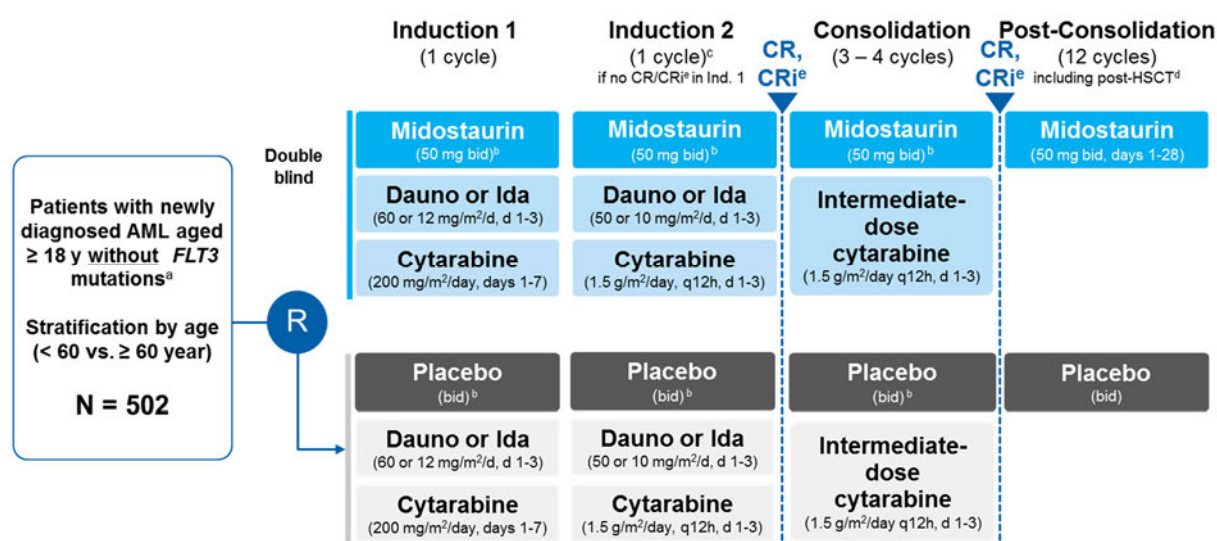 Induction 1
(1 cycle)
Induction 2
(1 cycle)ᶜ
if no CR/CRiᵉ in Ind. 1
CR,
CRiᵉ
Consolidation
(3 – 4 cycles)
CR,
CRiᵉ
Post-Consolidation
(12 cycles)
including post-HSCTᵈ
Patients with newly
diagnosed AML aged
≥ 18 y without FLT3
mutationsᵃ
Stratification by age
(< 60 vs. ≥ 60 year)
N = 502
R
Double
blind
Midostaurin
(50 mg bid)ᵇ
Dauno or Ida
(60 or 12 mg/m²/d, d 1-3)
Cytarabine
(200 mg/m²/day, days 1-7)
Midostaurin
(50 mg bid)ᵇ
Dauno or Ida
(50 or 10 mg/m²/d, d 1-3)
Cytarabine
(1.5 g/m²/day, q12h, d 1-3)
Midostaurin
(50 mg bid)ᵇ
Intermediate-
dose
cytarabine
(1.5 g/m²/day q12h, d 1-3)
Midostaurin
(50 mg bid, days 1-28)
Placebo
(bid)ᵇ
Dauno or Ida
(60 or 12 mg/m²/d, d 1-3)
Cytarabine
(200 mg/m²/day, days 1-7)
Placebo
(bid)ᵇ
Dauno or Ida
(50 or 10 mg/m²/d, d 1-3)
Cytarabine
(1.5 g/m²/day, q12h, d 1-3)
Placebo
(bid)ᵇ
Intermediate-
dose
cytarabine
(1.5 g/m²/day q12h, d 1-3)
Placebo
(bid)